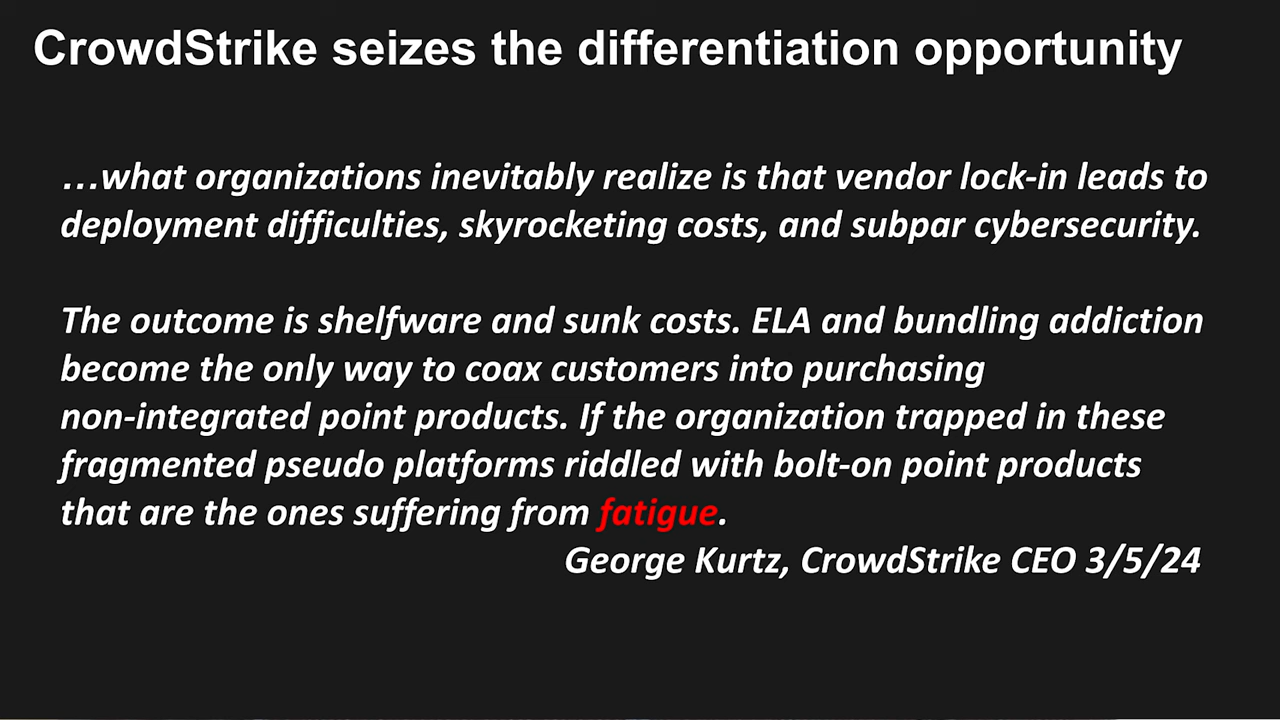 CrowdStrike seizes the differentiation opportunity
...what organizations inevitably realize is that vendor lock-in leads to
deployment difficulties, skyrocketing costs, and subpar cybersecurity.
The outcome is shelfware and sunk costs. ELA and bundling addiction
become the only way to coax customers into purchasing
non-integrated point products. If the organization trapped in these
fragmented pseudo platforms riddled with bolt-on point products
that are the ones suffering from fatigue.
George Kurtz, CrowdStrike CEO 3/5/24